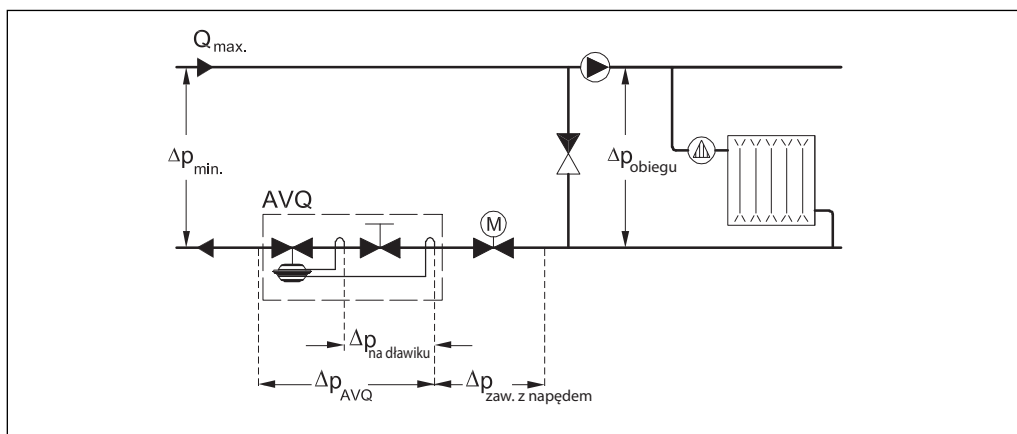 Qmax.
Δpmin.
Δpobiegu
AVQ
M
Δpna dławiku
ΔpAVQ
Δpzaw. z napędem